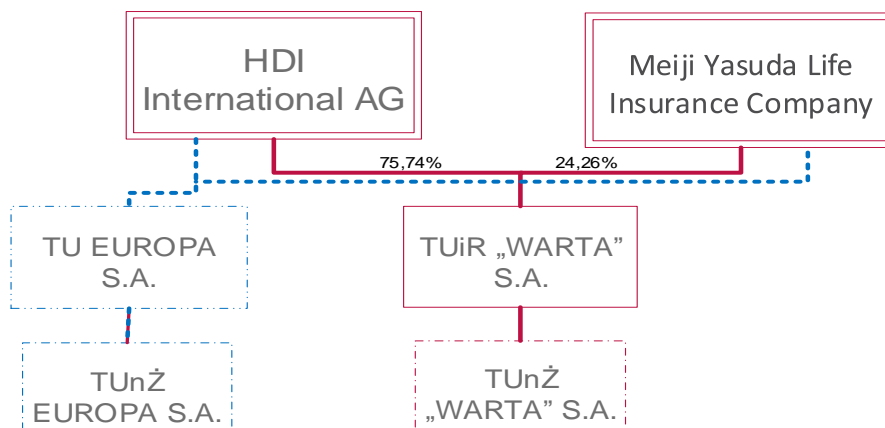 HDI
International AG
Meiji Yasuda Life
Insurance Company
75,74%
24,26%
TU EUROPA
S.A.
TUiR „WARTA”
S.A.
TUnŻ
EUROPA S.A.
TUnŻ
„WARTA” S.A.